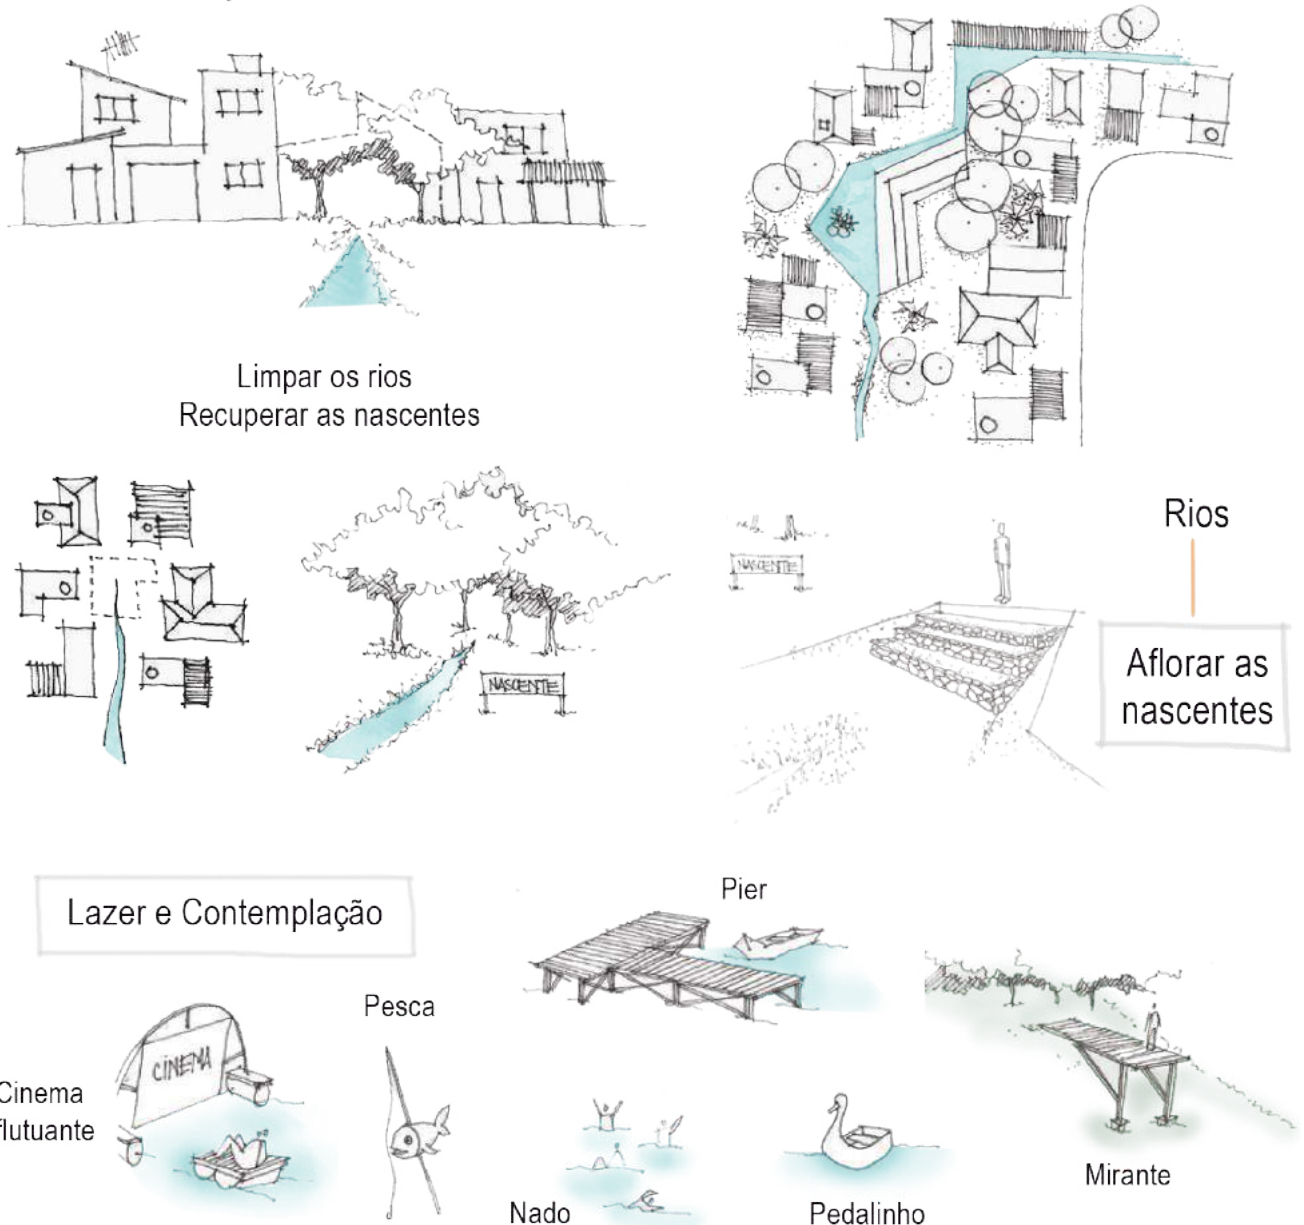 Limpar os rios
Recuperar as nascentes
NASCENTE
NASCENTE
Rios
Aflorar as
nascentes
Lazer e Contemplação
Pier
Pesca
CINEMA
Cinema
flutuante
Nado
Pedalinho
Mirante